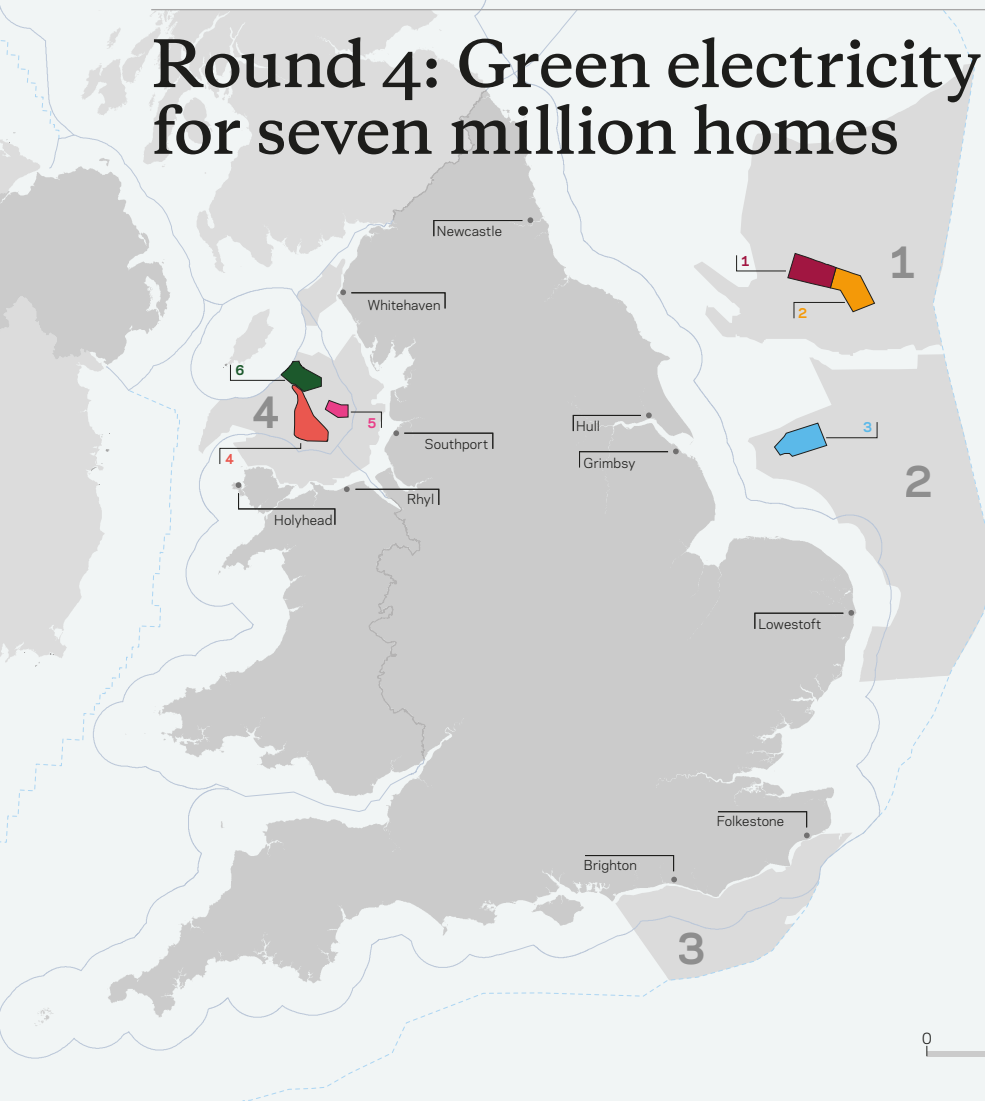 Round 4: Green electricity
for seven million homes
Newcastle
1
1
2
Whitehaven
6
4
5
3
Hull
Southport
4
Grimbsy
2
Rhyl
Holyhead
Lowestoft
Folkestone
Brighton
3
0